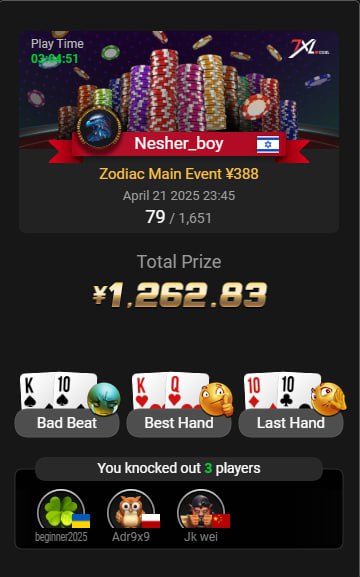 Play Time
03:04:51
7XL
Nesher_boy
Zodiac Main Event ¥388
April 21 2025 23:45
79 / 1,651
Total Prize
¥1,262.83
K 10
K Q
10 10
Bad Beat
Best Hand
Last Hand
You knocked out 3 players
beginner2025
Adr9x9
Jk wei